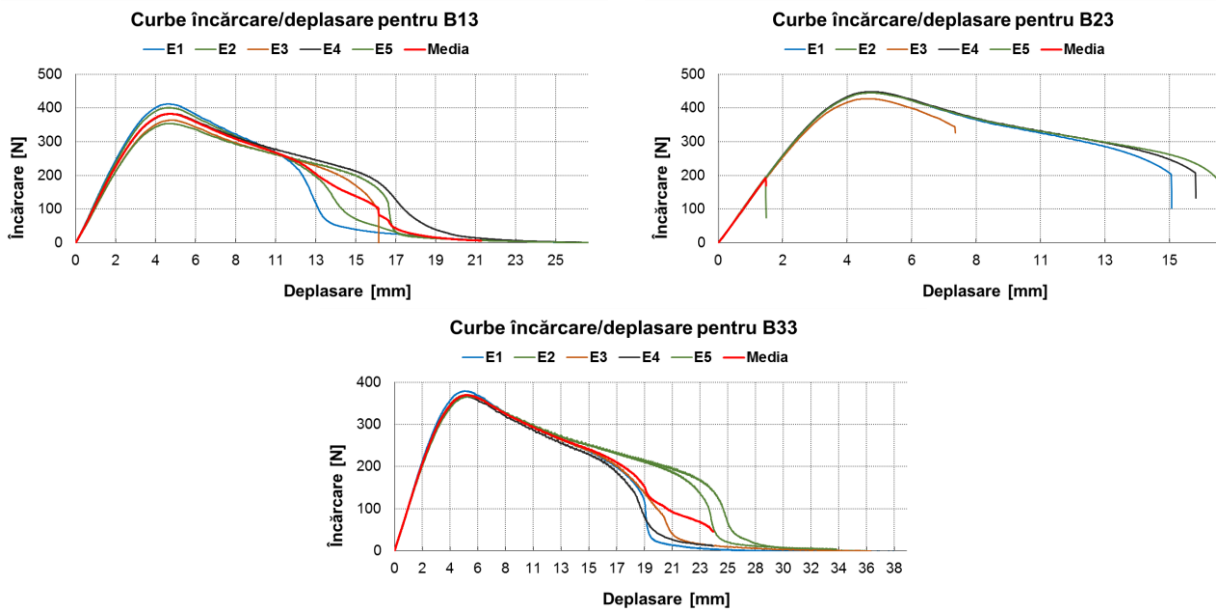 Curbe încărcare/deplasare pentru B13
E1 E2 E3 E4 E5 Media
Încărcare [N]
500
400
300
200
100
0
0 2 4 6 8 10 13 15 17 19 21 23 25
Deplasare [mm]
Curbe încărcare/deplasare pentru B23
E1 E2 E3 E4 E5 Media
Încărcare [N]
500
400
300
200
100
0
0 2 4 6 8 11 13 15
Deplasare [mm]
Curbe încărcare/deplasare pentru B33
E1 E2 E3 E4 E5 Media
Încărcare [N]
400
300
200
100
0
0 2 4 6 8 11 13 15 17 19 21 23 25 27 30 32 34 36 38
Deplasare [mm]